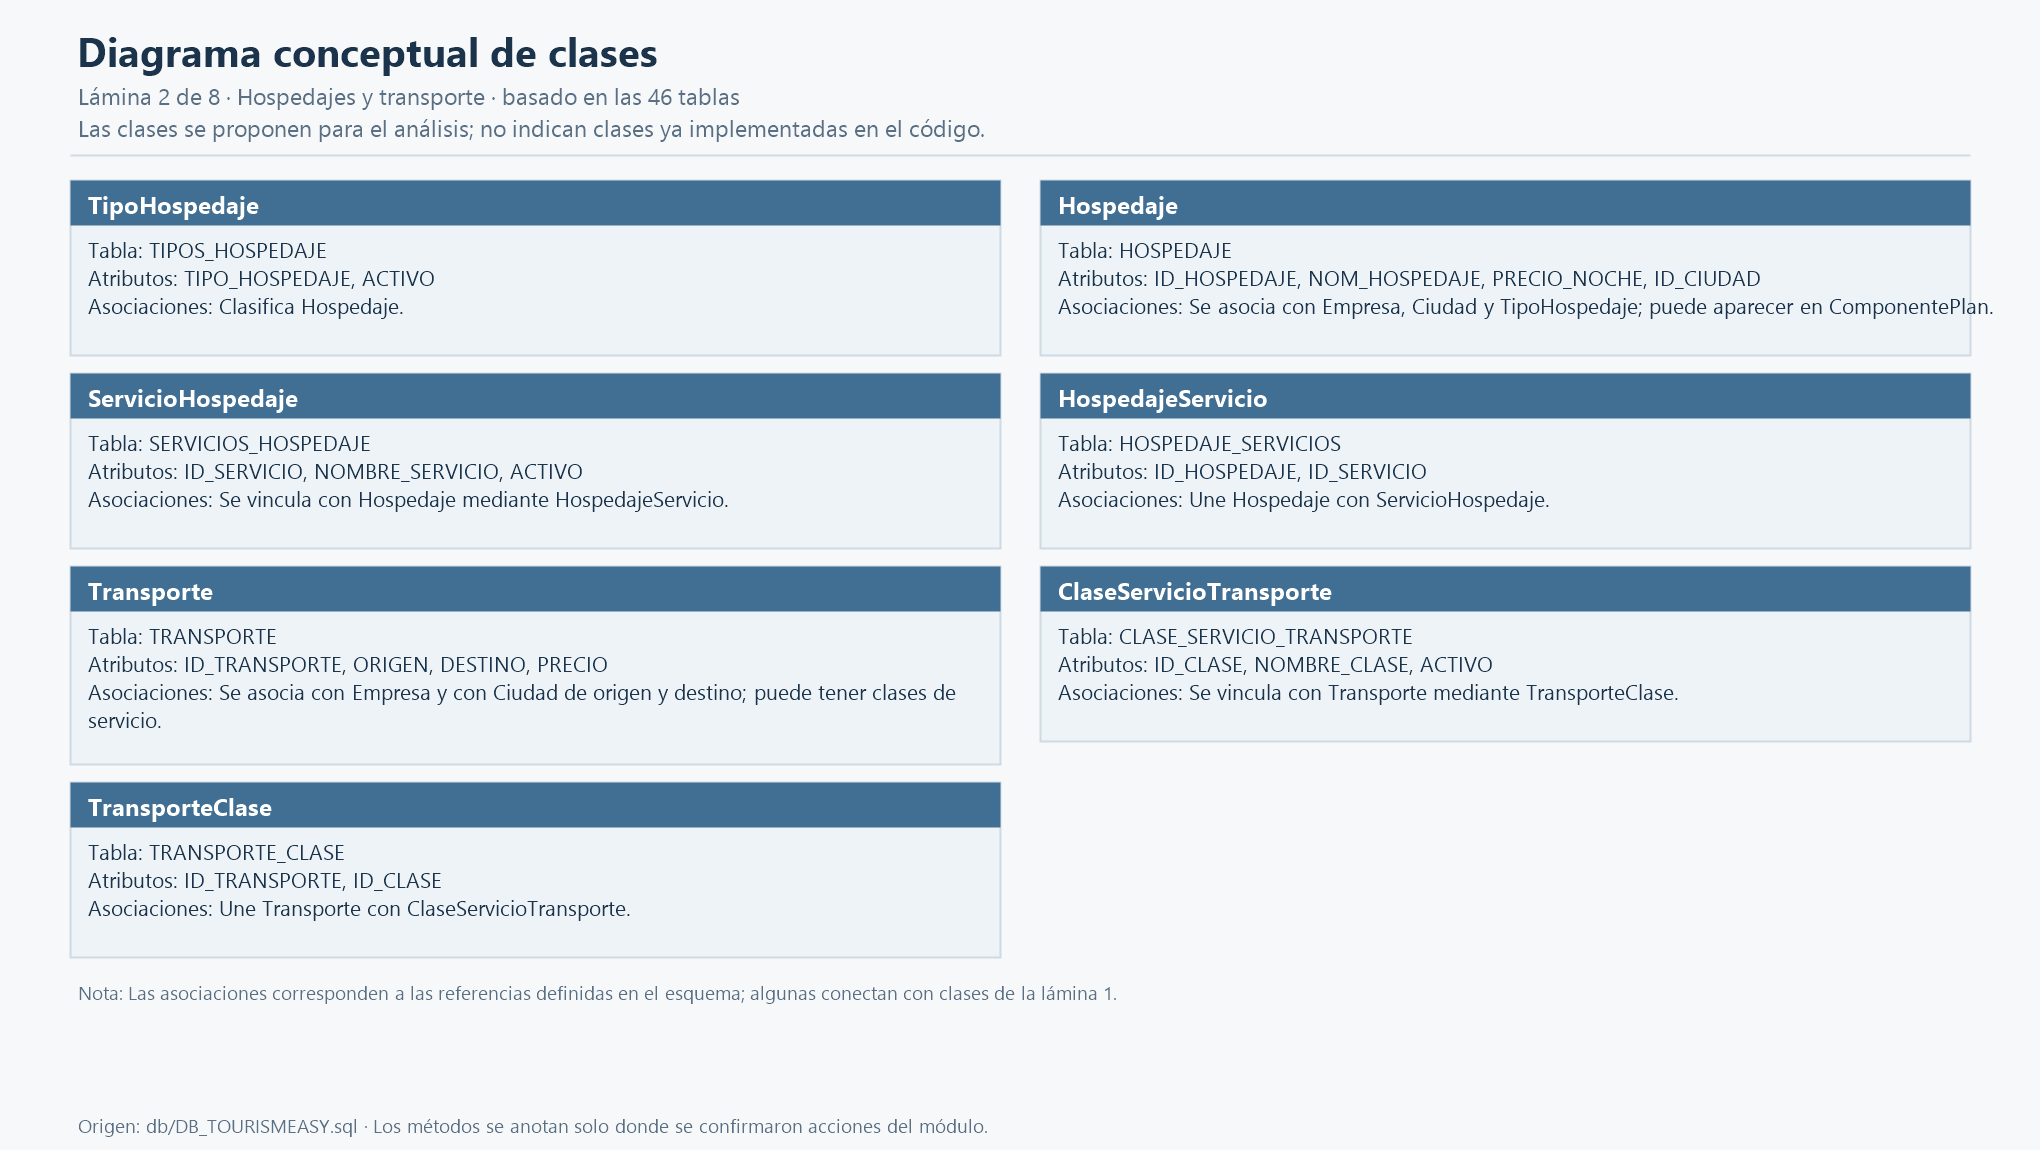 Diagrama conceptual de clases
Lámina 2 de 8 · Hospedajes y transporte · basado en las 46 tablas
Las clases se proponen para el análisis; no indican clases ya implementadas en el código.
TipoHospedaje
Tabla: TIPOS_HOSPEDAJE
Atributos: TIPO_HOSPEDAJE, ACTIVO
Asociaciones: Clasifica Hospedaje.
Hospedaje
Tabla: HOSPEDAJE
Atributos: ID_HOSPEDAJE, NOM_HOSPEDAJE, PRECIO_NOCHE, ID_CIUDAD
Asociaciones: Se asocia con Empresa, Ciudad y TipoHospedaje; puede aparecer en ComponentePlan.
ServicioHospedaje
Tabla: SERVICIOS_HOSPEDAJE
Atributos: ID_SERVICIO, NOMBRE_SERVICIO, ACTIVO
Asociaciones: Se vincula con Hospedaje mediante HospedajeServicio.
HospedajeServicio
Tabla: HOSPEDAJE_SERVICIOS
Atributos: ID_HOSPEDAJE, ID_SERVICIO
Asociaciones: Une Hospedaje con ServicioHospedaje.
Transporte
Tabla: TRANSPORTE
Atributos: ID_TRANSPORTE, ORIGEN, DESTINO, PRECIO
Asociaciones: Se asocia con Empresa y con Ciudad de origen y destino; puede tener clases de
servicio.
ClaseServicioTransporte
Tabla: CLASE_SERVICIO_TRANSPORTE
Atributos: ID_CLASE, NOMBRE_CLASE, ACTIVO
Asociaciones: Se vincula con Transporte mediante TransporteClase.
TransporteClase
Tabla: TRANSPORTE_CLASE
Atributos: ID_TRANSPORTE, ID_CLASE
Asociaciones: Une Transporte con ClaseServicioTransporte.
Nota: Las asociaciones corresponden a las referencias definidas en el esquema; algunas conectan con clases de la lámina 1.
Origen: db/DB_TOURISMEASY.sql · Los métodos se anotan solo donde se confirmaron acciones del módulo.